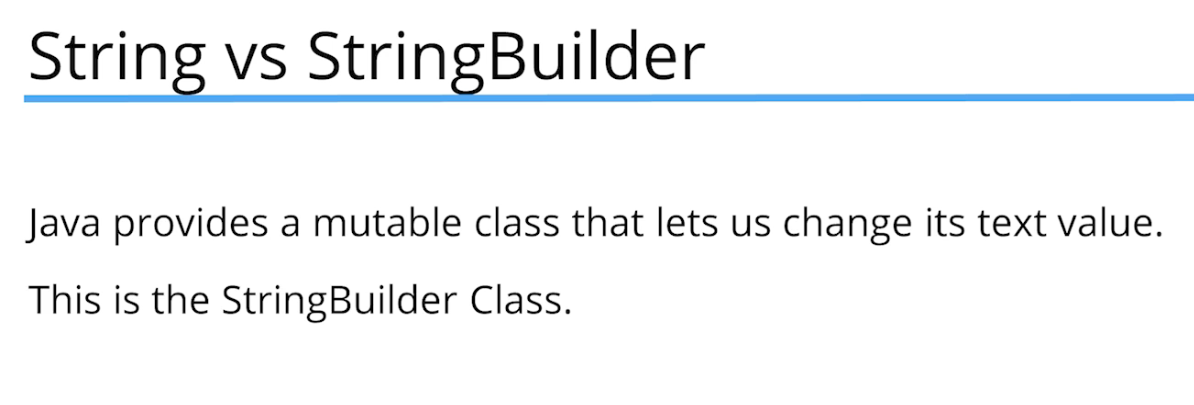 String vs StringBuilder
Java provides a mutable class that lets us change its text value.
This is the StringBuilder Class.